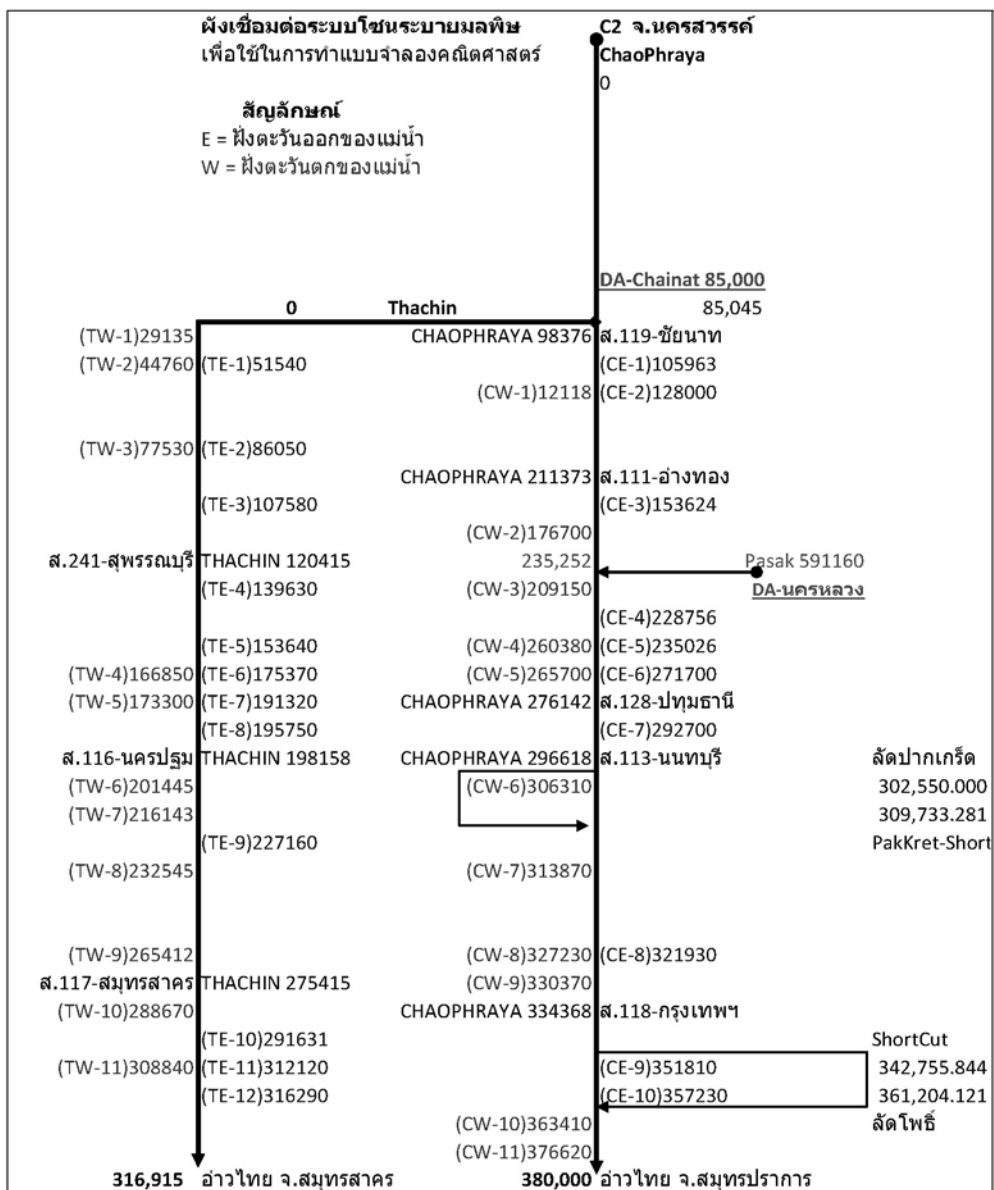 ผังเชื่อมต่อระบบโซนระบายมลพิษ C2 จ.นครสวรรค์
เพื่อใช้ในการทำแบบจำลองคณิตศาสตร์ ChaoPhraya
0
สัญลักษณ์
E = ฝั่งตะวันออกของแม่น้ำ
W = ฝั่งตะวันตกของแม่น้ำ
DA-Chainat 85,000
0 Thachin 85,045
(TW-1)29135 CHAOPHRAYA 98376 ส.119-ชัยนาท
(TW-2)44760 (TE-1)51540 (CE-1)105963
(CW-1)12118 (CE-2)128000
(TW-3)77530 (TE-2)86050
CHAOPHRAYA 211373 ส.111-อ่างทอง
(TE-3)107580 (CE-3)153624
(CW-2)176700
ส.241-สุพรรณบุรี THACHIN 120415 235,252 Pasak 591160
(TE-4)139630 (CW-3)209150 DA-นครหลวง
(CE-4)228756
(TE-5)153640 (CW-4)260380 (CE-5)235026
(TW-4)166850 (TE-6)175370 (CW-5)265700 (CE-6)271700
(TW-5)173300 (TE-7)191320 CHAOPHRAYA 276142 ส.128-ปทุมธานี
(TE-8)195750 (CE-7)292700
ส.116-นครปฐม THACHIN 198158 CHAOPHRAYA 296618 ส.113-นนทบุรี ลัดปากเกร็ด
(TW-6)201445 (CW-6)306310 302,550.000
(TW-7)216143 309,733.281
(TE-9)227160 PakKret-Short
(TW-8)232545 (CW-7)313870
(TW-9)265412 (CW-8)327230 (CE-8)321930
ส.117-สมุทรสาคร THACHIN 275415 (CW-9)330370
(TW-10)288670 CHAOPHRAYA 334368 ส.118-กรุงเทพฯ
(TE-10)291631 ShortCut
(TW-11)308840 (TE-11)312120 (CE-9)351810 342,755.844
(TE-12)316290 (CE-10)357230 361,204.121
(CW-10)363410 ลัดโพธิ์
(CW-11)376620
316,915 อ่าวไทย จ.สมุทรสาคร 380,000 อ่าวไทย จ.สมุทรปราการ